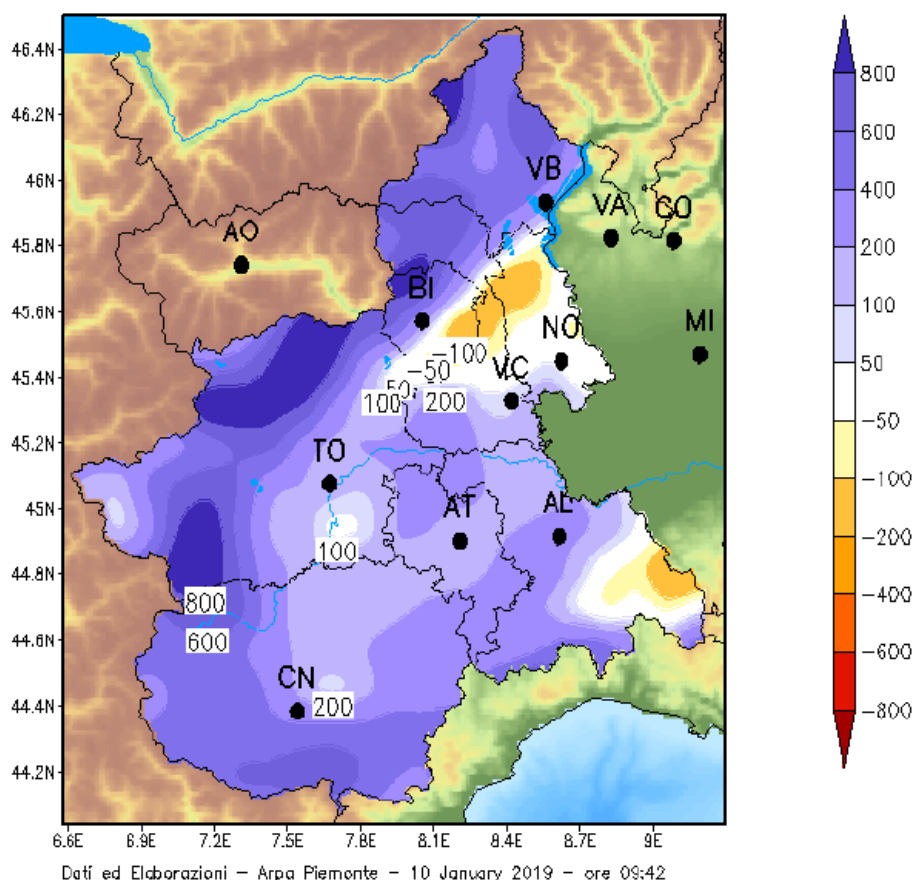 46.4N
800
46.2N
600
VB
46N
400
VA
CO
AO
45.8N
200
BI
100
45.6N
NO
MI
50
-100
VC
-50
45.4N
50
100
200
-50
45.2N
TO
-100
45N
AL
AT
-200
100
44.8N
-400
800
600
44.6N
-600
CN
200
44.4N
-800
44.2N
6.6E 6.9E 7.2E 7.5E 7.8E 8.1E 8.4E 8.7E 9E
Dati ed Elaborazioni - Arpa Piemonte - 10 January 2019 - ore 09:42